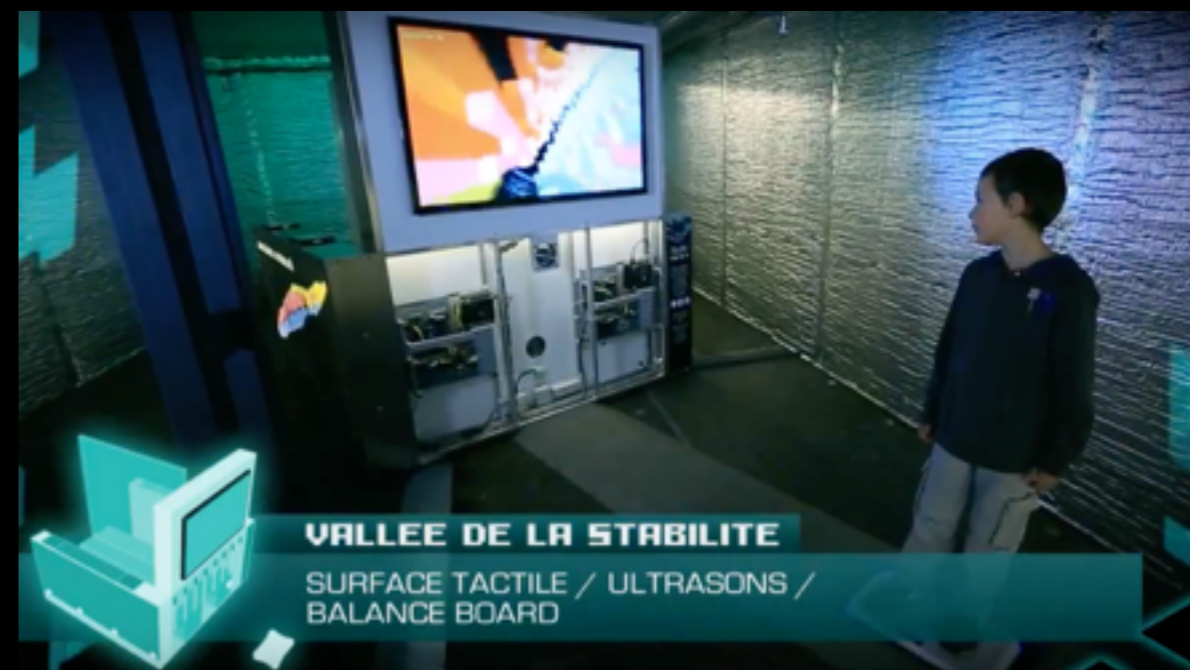 VALLEE DE LA STABILITE
SURFACE TACTILE / ULTRASONS /
BALANCE BOARD